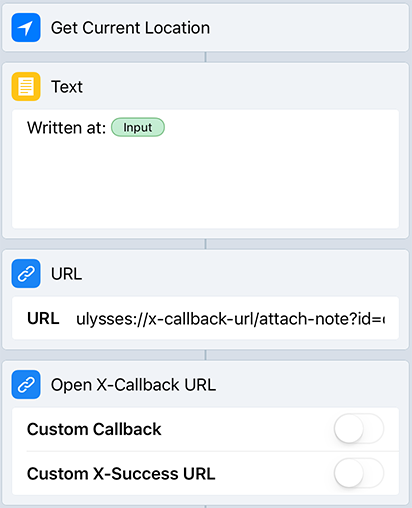 Get Current Location
Text
Written at: Input
URL
URL ulysses://x-callback-url/attach-note?id=
Open X-Callback URL
Custom Callback
Custom X-Success URL